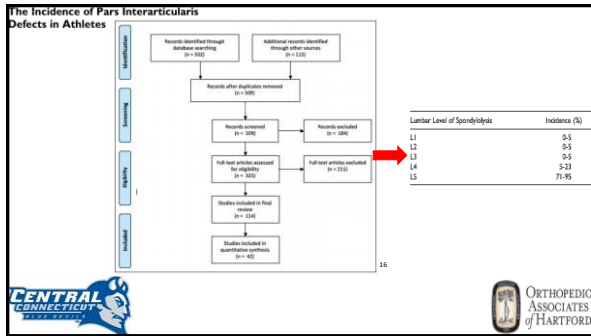 The Incidence of Pars Interarticularis
Defects in Athletes
Identification
Records identified through
database searching
(n = 502)
Additional records identified
through other sources
(n = 115)
Records after duplicates removed
(n = 509)
Screening
Records screened
(n = 509)
Records excluded
(n = 184)
Eligibility
Full-text articles assessed
for eligibility
(n = 325)
Full-text articles excluded
(n = 211)
Studies included in final
review
(n = 114)
Included
Studies included in
quantitative synthesis
(n = 42)
Lumbar Level of Spondylolysis Incidence (%)
L1 0-5
L2 0-5
L3 0-5
L4 5-23
L5 71-95
16
CENTRAL
CONNECTICUT
BLUE DEVILS
ORTHOPEDIC
ASSOCIATES
of HARTFORD